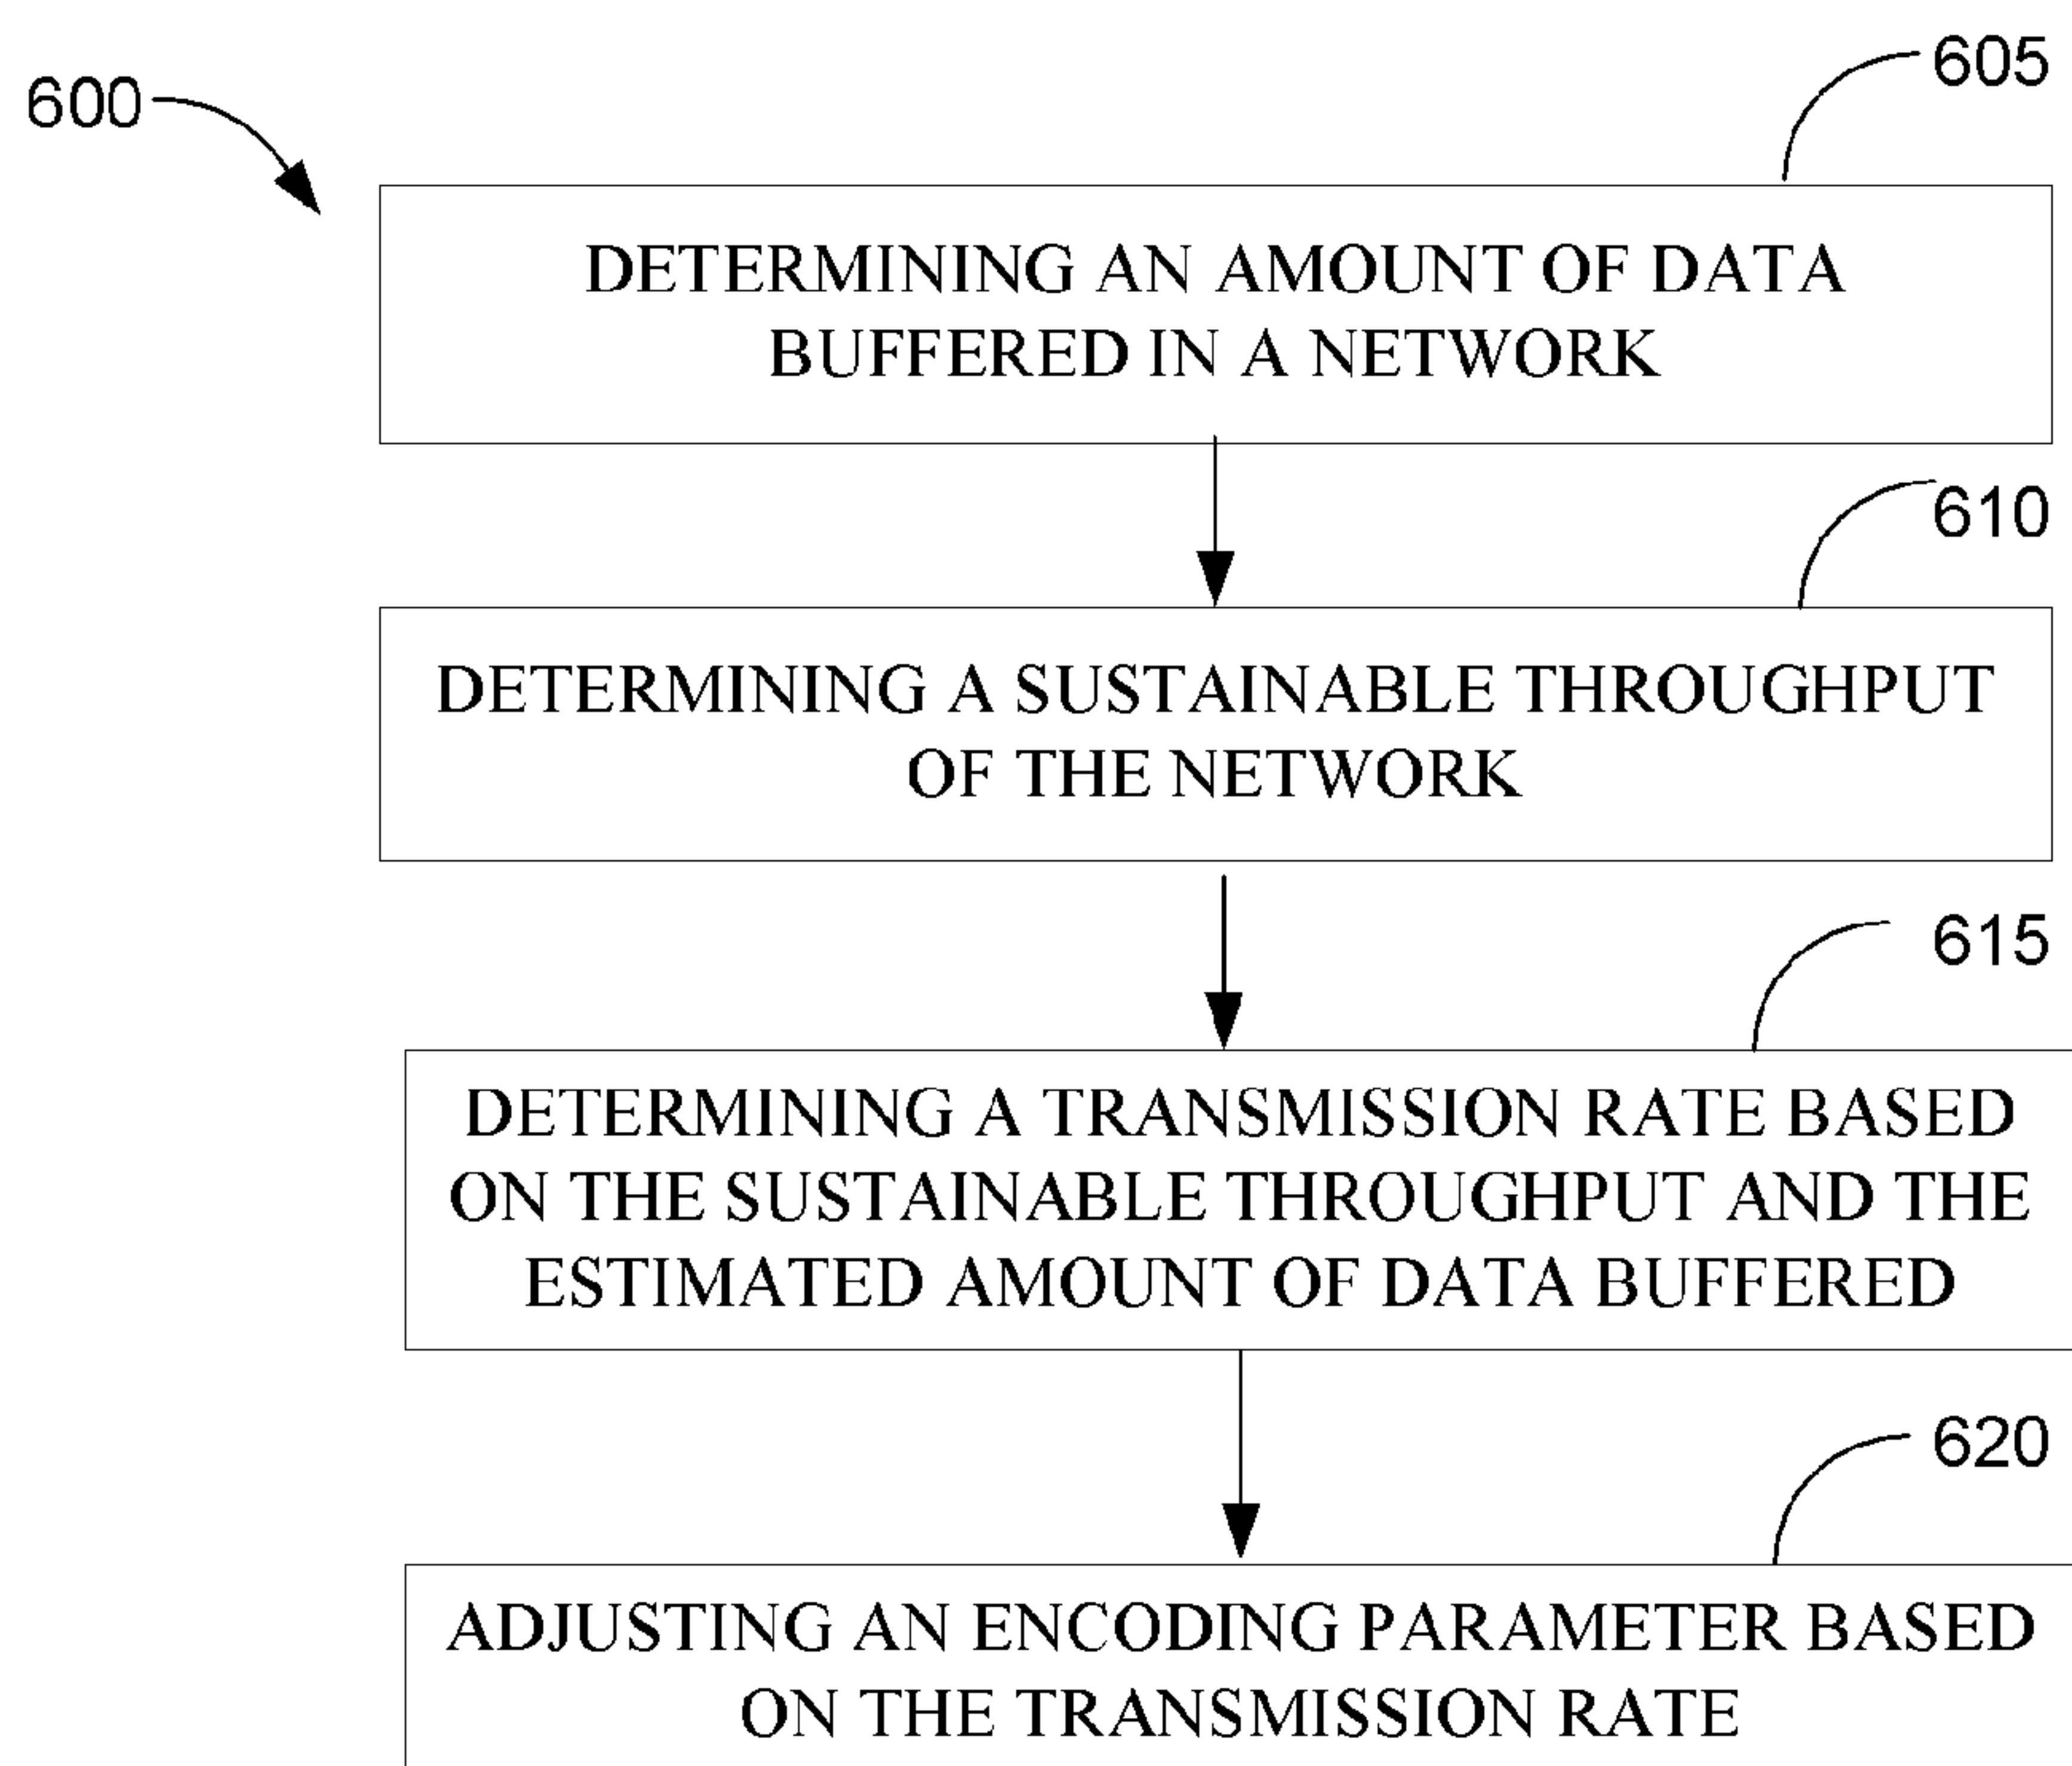 600
605
DETERMINING AN AMOUNT OF DATA
BUFFERED IN A NETWORK
610
DETERMINING A SUSTAINABLE THROUGHPUT
OF THE NETWORK
615
DETERMINING A TRANSMISSION RATE BASED
ON THE SUSTAINABLE THROUGHPUT AND THE
ESTIMATED AMOUNT OF DATA BUFFERED
620
ADJUSTING AN ENCODING PARAMETER BASED
ON THE TRANSMISSION RATE